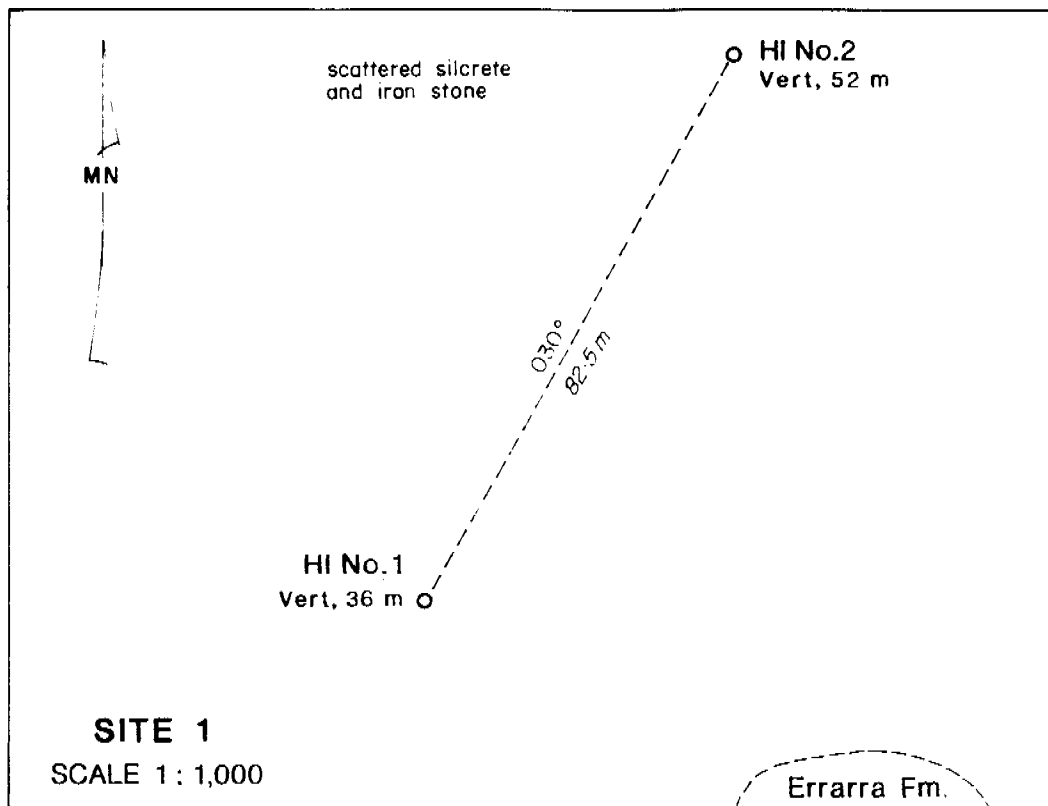 scattered silcrete
and iron stone
HI No.2
Vert, 52 m
MN
030°
82.5 m
HI No.1
Vert, 36 m
SITE 1
SCALE 1 : 1,000
Errarra Fm.